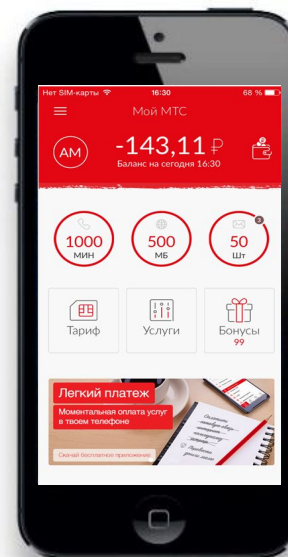 Нет SIM-карты 16:30 68 %
Мой МТС
АМ
-143,11 ₽
2
Баланс на сегодня 16:30
1000
МИН
500
МБ
3
50
Шт
Тариф
Услуги
Бонусы
99
Легкий платеж
Моментальная оплата услуг
в твоем телефоне
Скачай бесплатное приложение